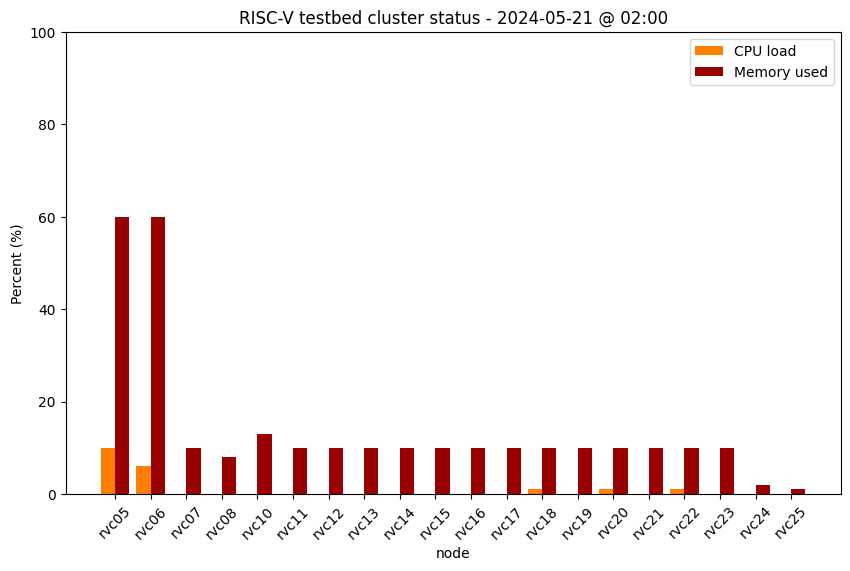 RISC-V testbed cluster status - 2024-05-21 @ 02:00
CPU load
Memory used
Percent (%)
100
80
60
40
20
0
rvc05 rvc06 rvc07 rvc08 rvc10 rvc11 rvc12 rvc13 rvc14 rvc15 rvc16 rvc17 rvc18 rvc19 rvc20 rvc21 rvc22 rvc23 rvc24 rvc25
node